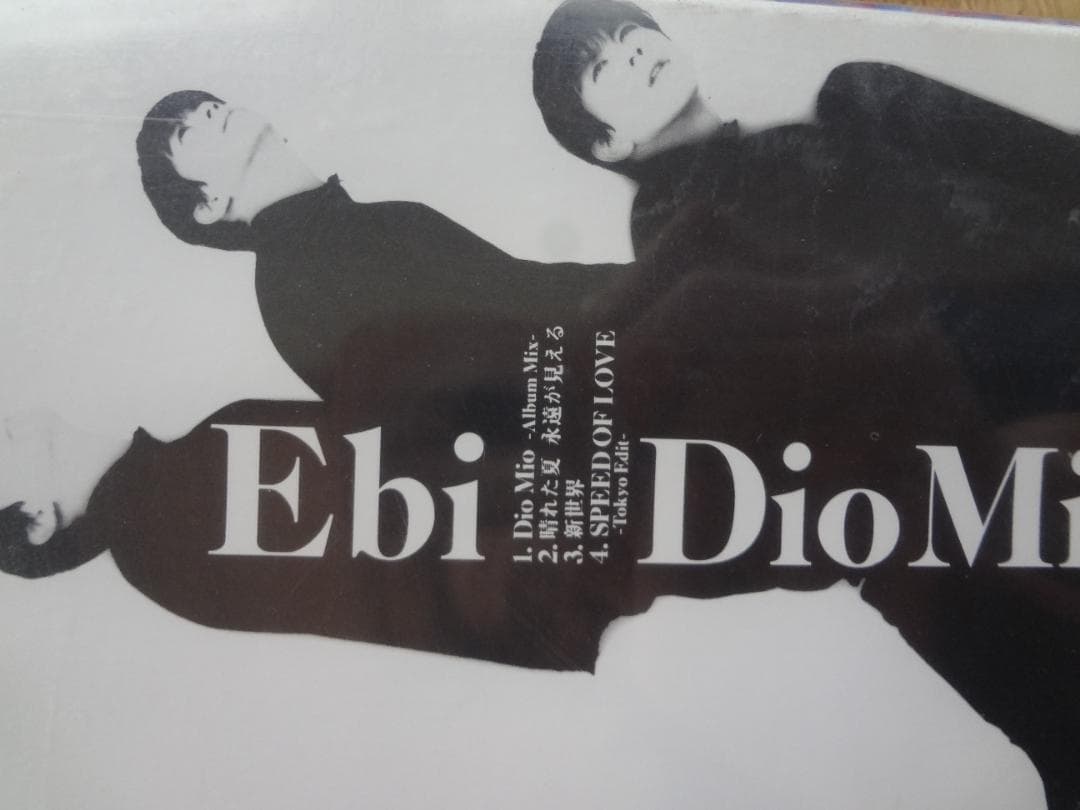 Ebi
1. Dio Mio -Album Mix-
2. 晴れた夏 永遠が見える
3. 新世界
4. SPEED OF LOVE
-Tokyo Edit-
Dio Mi